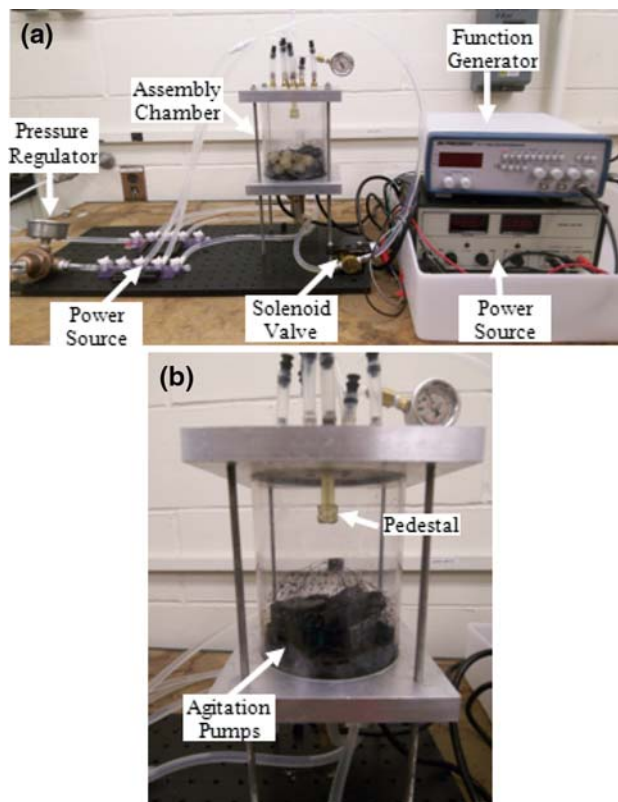 (a)
Function
Generator
Assembly
Chamber
Pressure
Regulator
Power
Source
Solenoid
Valve
Power
Source
(b)
Pedestal
Agitation
Pumps